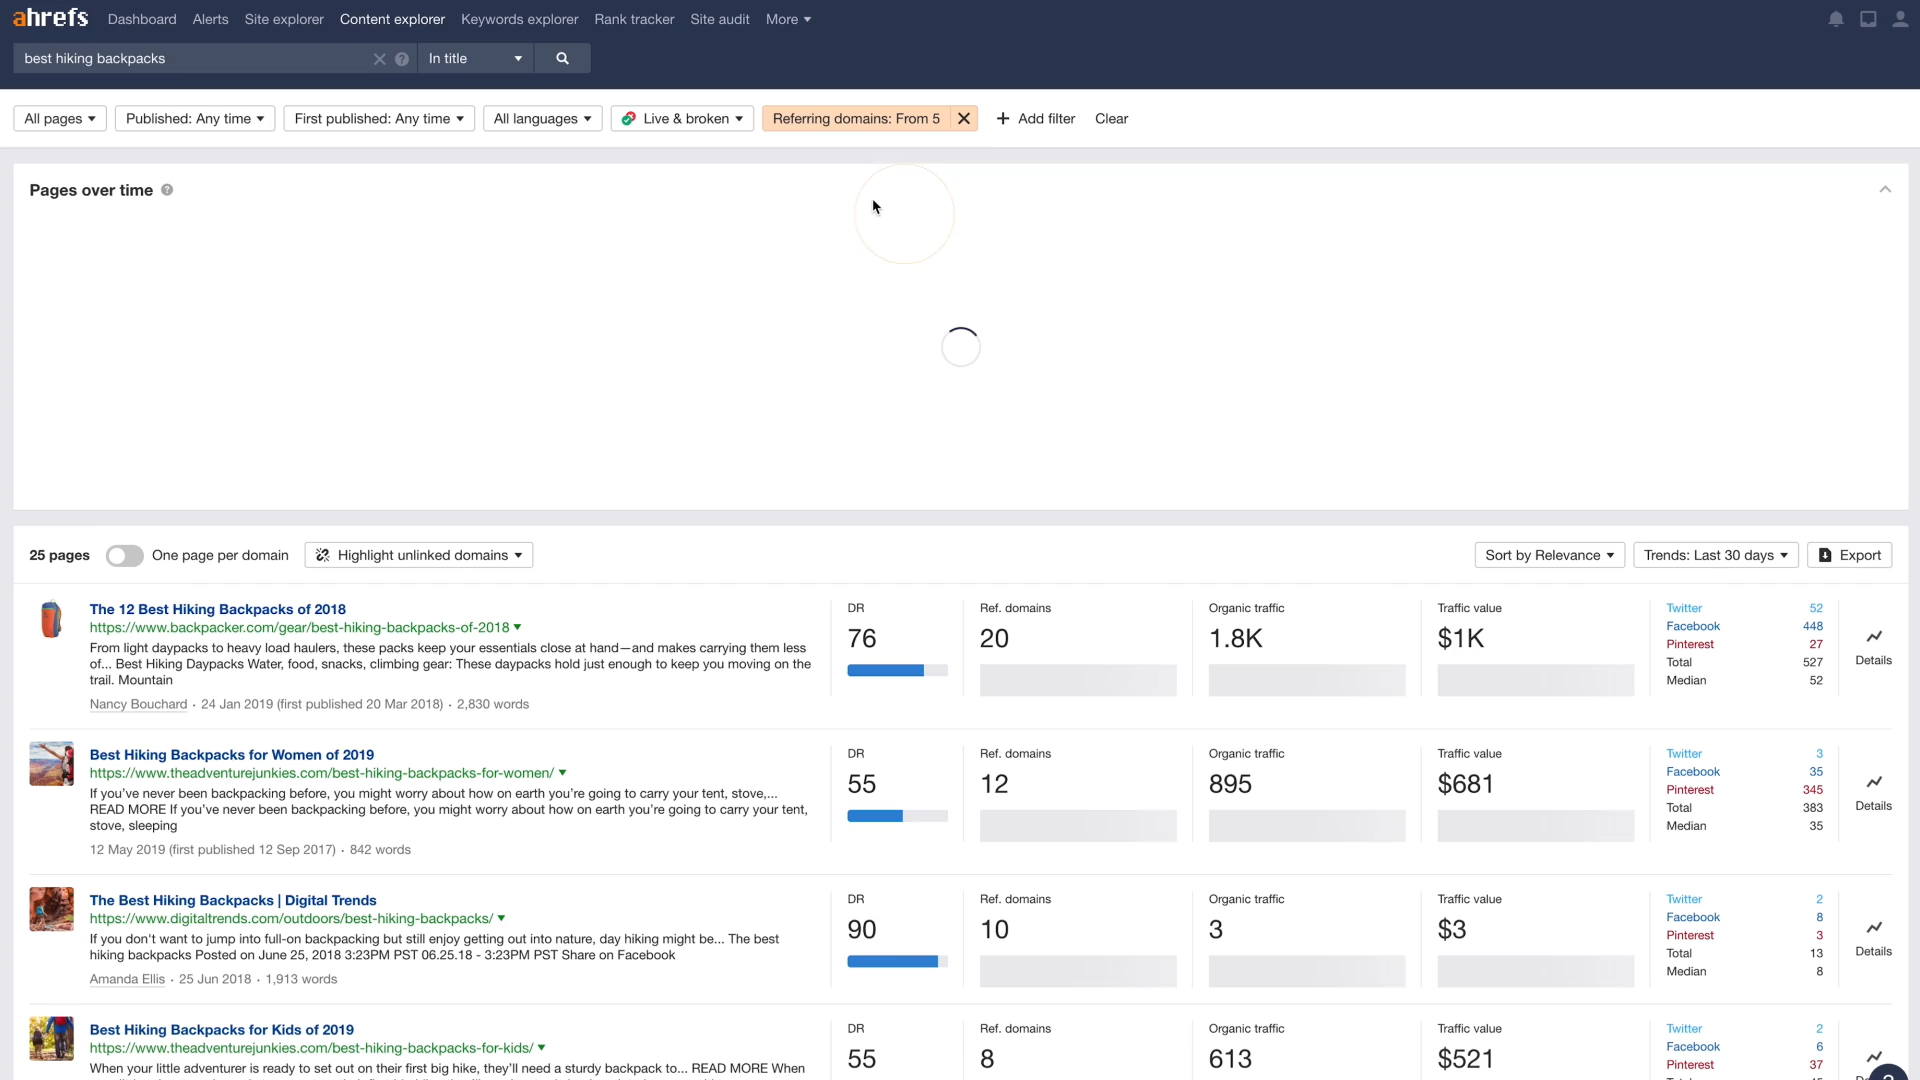 ahrefs Dashboard Alerts Site explorer Content explorer Keywords explorer Rank tracker Site audit More
best hiking backpacks In title
All pages Published: Any time First published: Any time All languages Live & broken Referring domains: From 5 Add filter Clear
Pages over time
25 pages One page per domain Highlight unlinked domains Sort by Relevance Trends: Last 30 days Export
The 12 Best Hiking Backpacks of 2018
https://www.backpacker.com/gear/best-hiking-backpacks-of-2018
From light daypacks to heavy load haulers, these packs keep your essentials close at hand—and makes carrying them less
of... Best Hiking Daypacks Water, food, snacks, climbing gear: These daypacks hold just enough to keep you moving on the
trail. Mountain
Nancy Bouchard · 24 Jan 2019 (first published 20 Mar 2018) · 2,830 words
DR
76
Ref. domains
20
Organic traffic
1.8K
Traffic value
$1K
Twitter 52
Facebook 448
Pinterest 27
Total 527
Median 52
Details
Best Hiking Backpacks for Women of 2019
https://www.theadventurejunkies.com/best-hiking-backpacks-for-women/
If you've never been backpacking before, you might worry about how on earth you're going to carry your tent, stove,...
READ MORE If you've never been backpacking before, you might worry about how on earth you're going to carry your tent,
stove, sleeping
12 May 2019 (first published 12 Sep 2017) · 842 words
DR
55
Ref. domains
12
Organic traffic
895
Traffic value
$681
Twitter 3
Facebook 35
Pinterest 345
Total 383
Median 35
Details
The Best Hiking Backpacks | Digital Trends
https://www.digitaltrends.com/outdoors/best-hiking-backpacks/
If you don't want to jump into full-on backpacking but still enjoy getting out into nature, day hiking might be... The best
hiking backpacks Posted on June 25, 2018 3:23PM PST 06.25.18 - 3:23PM PST Share on Facebook
Amanda Ellis · 25 Jun 2018 · 1,913 words
DR
90
Ref. domains
10
Organic traffic
3
Traffic value
$3
Twitter 2
Facebook 8
Pinterest 3
Total 13
Median 8
Details
Best Hiking Backpacks for Kids of 2019
https://www.theadventurejunkies.com/best-hiking-backpacks-for-kids/
When your little adventurer is ready to set out on their first big hike, they'll need a sturdy backpack to... READ MORE When
DR
55
Ref. domains
8
Organic traffic
613
Traffic value
$521
Twitter 2
Facebook 6
Pinterest 37